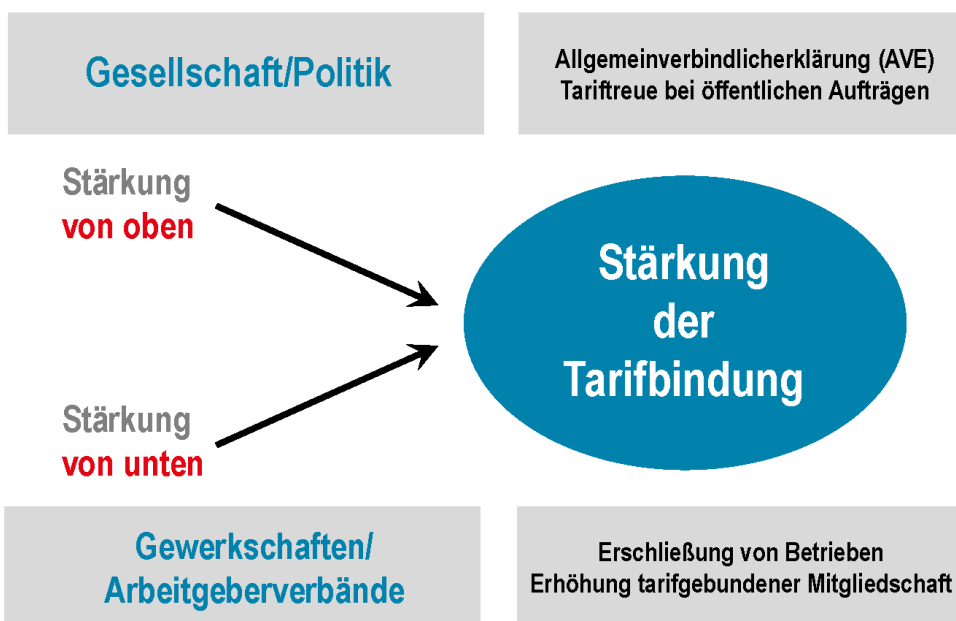 Gesellschaft/Politik
Allgemeinverbindlicherklärung (AVE)
Tariftreue bei öffentlichen Aufträgen
Stärkung
von oben
Stärkung
der
Tarifbindung
Stärkung
von unten
Gewerkschaften/
Arbeitgeberverbände
Erschließung von Betrieben
Erhöhung tarifgebundener Mitgliedschaft